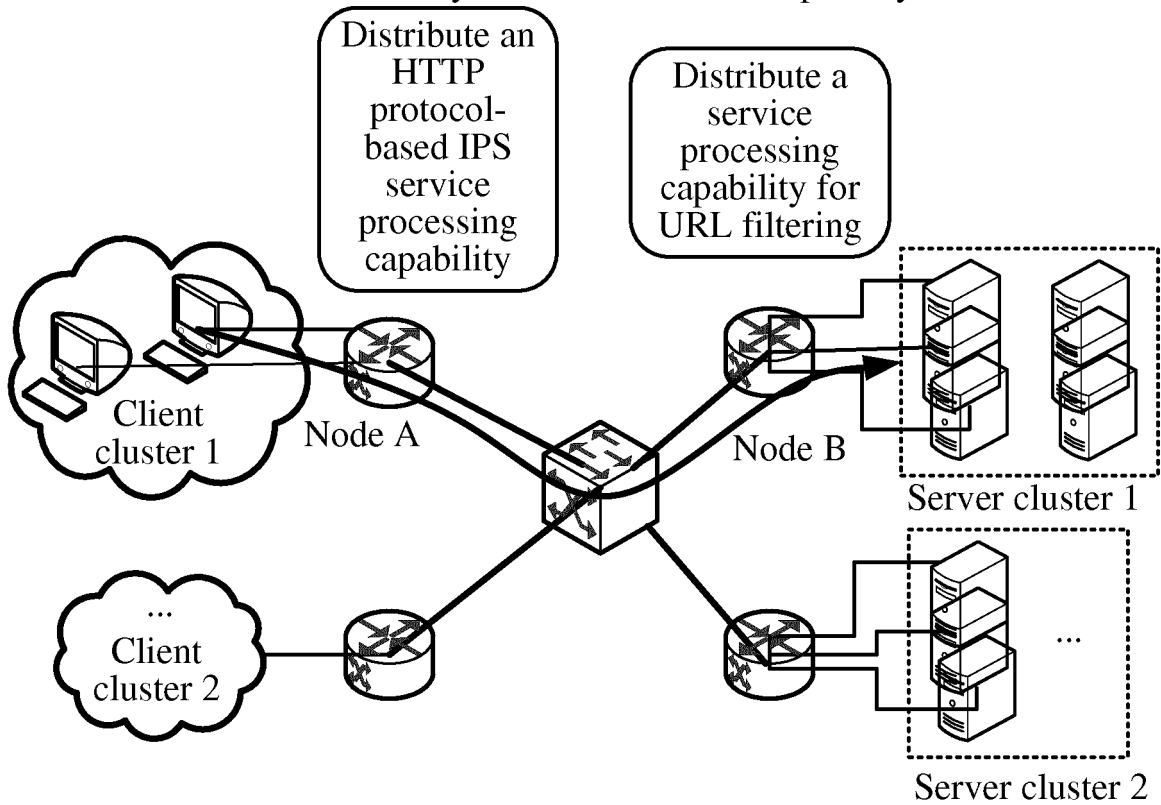 Distribute an
HTTP
protocol-
based IPS
service
processing
capability
Distribute a
service
processing
capability for
URL filtering
Client
cluster 1
Node A
Node B
Server cluster 1
...
Client
cluster 2
...
Server cluster 2